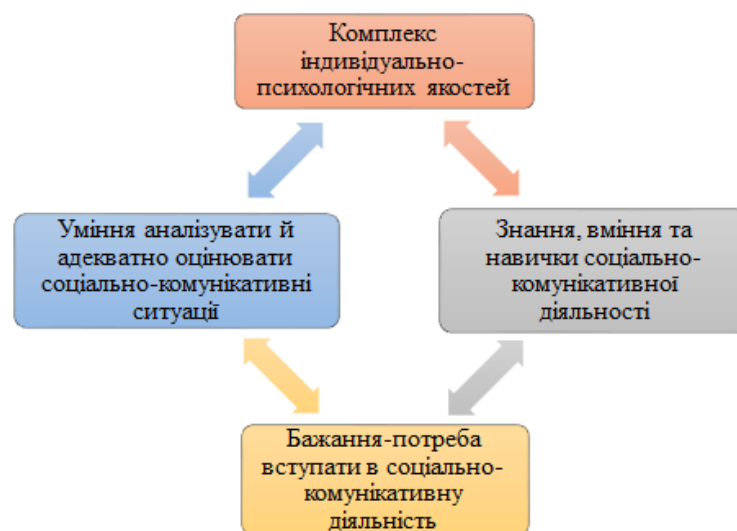 Комплекс
індивідуально-
психологічних якостей
Уміння аналізувати й
адекватно оцінювати
соціально-комунікативні
ситуації
Знання, вміння та
навички соціально-
комунікативної
діяльності
Бажання-потреба
вступати в соціально-
комунікативну
діяльність